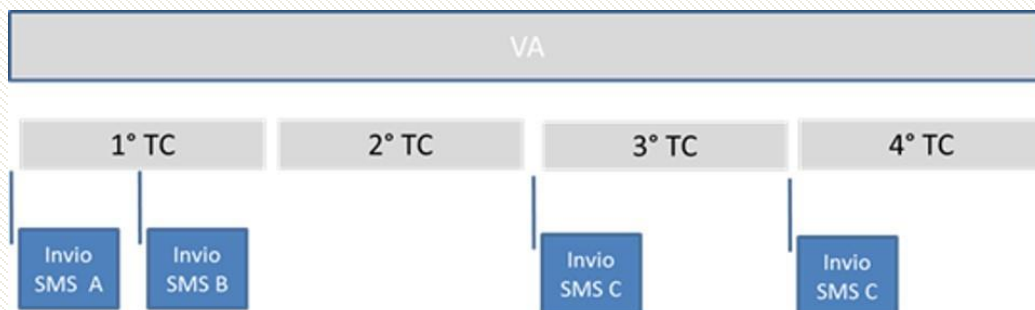 VA
1° TC
2° TC
3° TC
4° TC
Invio
SMS A
Invio
SMS B
Invio
SMS C
Invio
SMS C